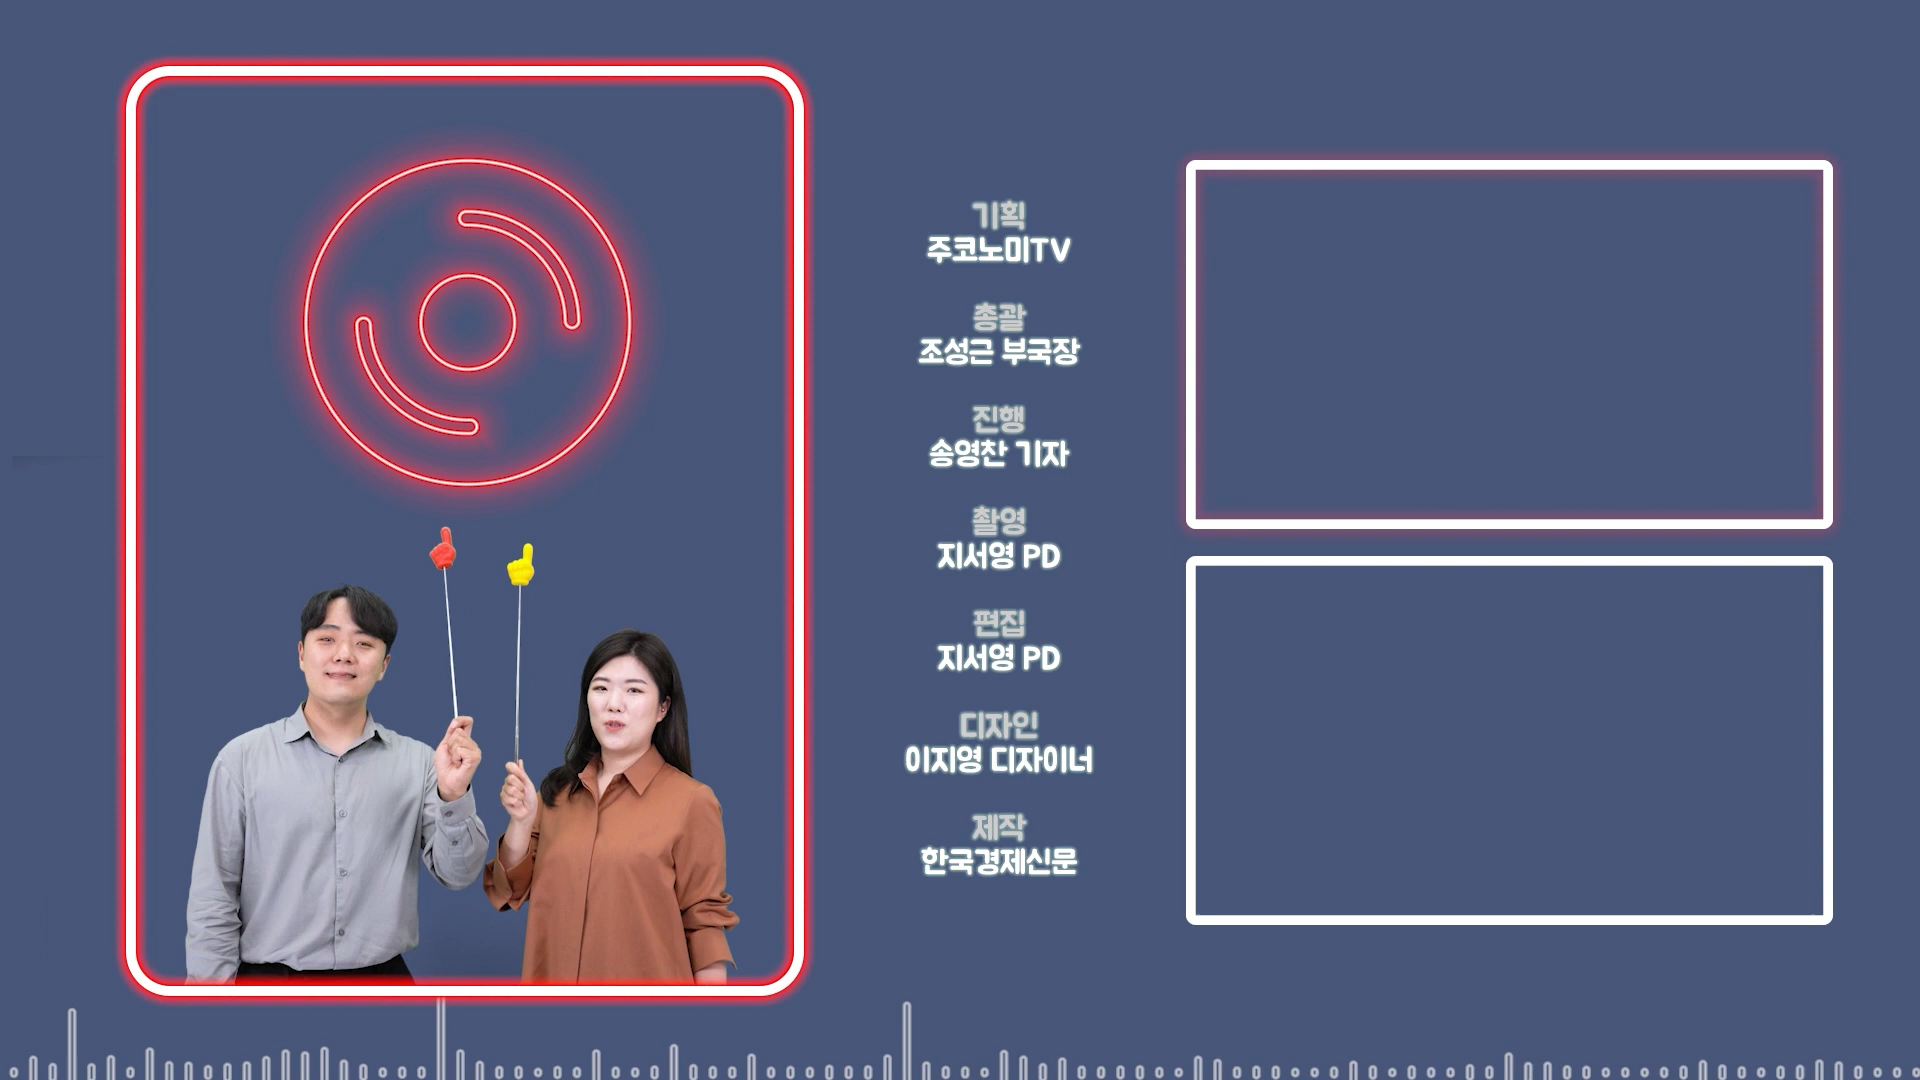 기획
주코노미TV
총괄
조성근 부국장
진행
송영찬 기자
촬영
지서영 PD
편집
지서영 PD
디자인
이지영 디자이너
제작
한국경제신문